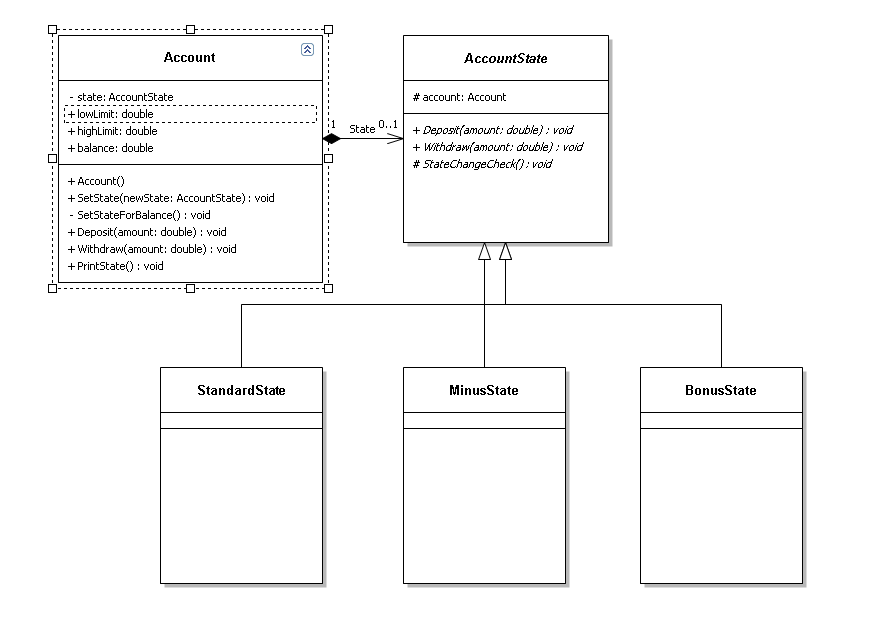 Account
- state: AccountState
+ lowLimit: double
+ highLimit: double
+ balance: double
+ Account()
+ SetState(newState: AccountState) : void
- SetStateForBalance() : void
+ Deposit(amount: double) : void
+ Withdraw(amount: double) : void
+ PrintState() : void
1 State 0..1
AccountState
# account: Account
+ Deposit(amount: double) : void
+ Withdraw(amount: double) : void
# StateChangeCheck() : void
StandardState
MinusState
BonusState